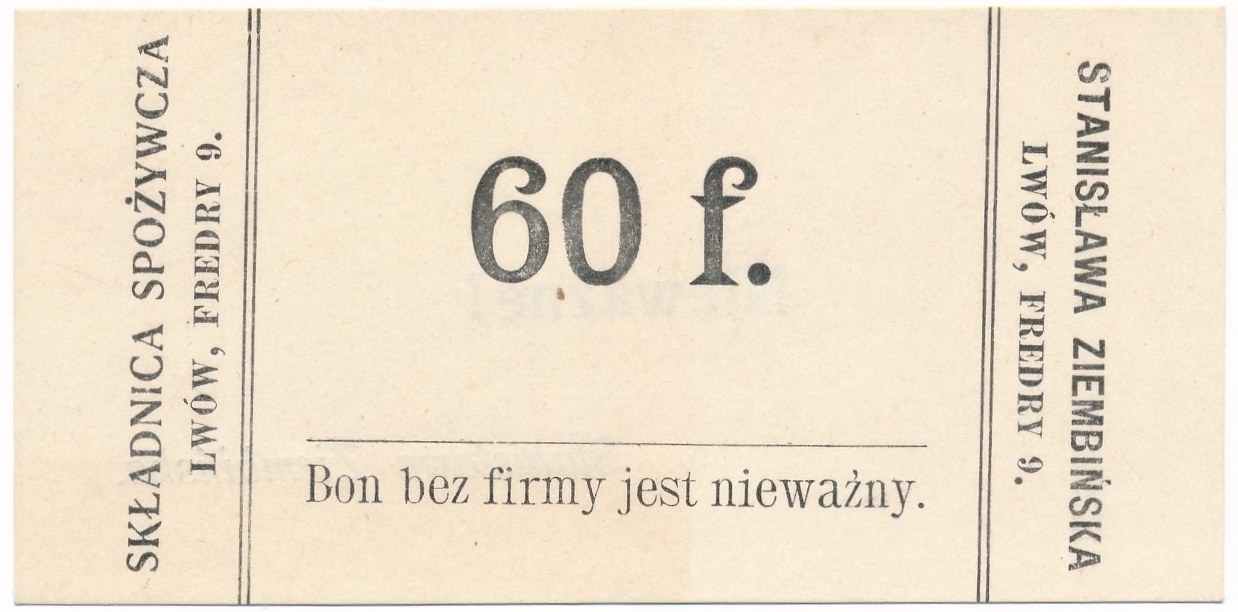 SKŁADNICA SPOŻYWCZA
LWÓW, FREDRY 9.
60 f.
Bon bez firmy jest nieważny.
STANISŁAWA ZIEMBIŃSKA
LWÓW, FREDRY 9.